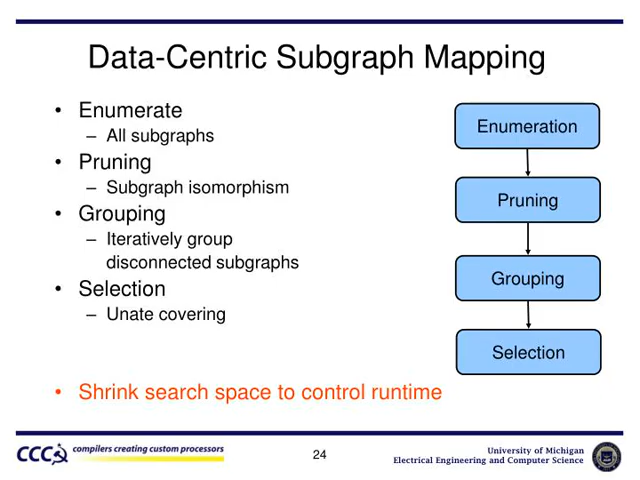 Data-Centric Subgraph Mapping
• Enumerate
– All subgraphs
• Pruning
– Subgraph isomorphism
• Grouping
– Iteratively group
disconnected subgraphs
• Selection
– Unate covering
• Shrink search space to control runtime
Enumeration
Pruning
Grouping
Selection
CCCP
compilers creating custom processors
24
University of Michigan
Electrical Engineering and Computer Science